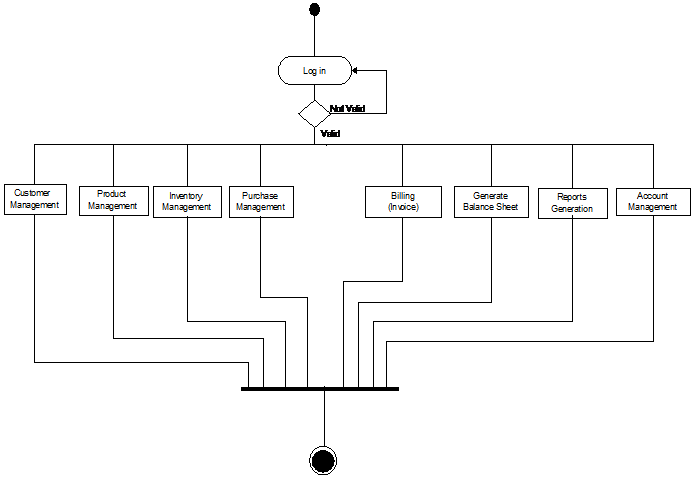 Log in
Not Valid
Valid
Customer
Management
Product
Management
Inventory
Management
Purchase
Management
Billing
(Invoice)
Generate
Balance Sheet
Reports
Generation
Account
Management